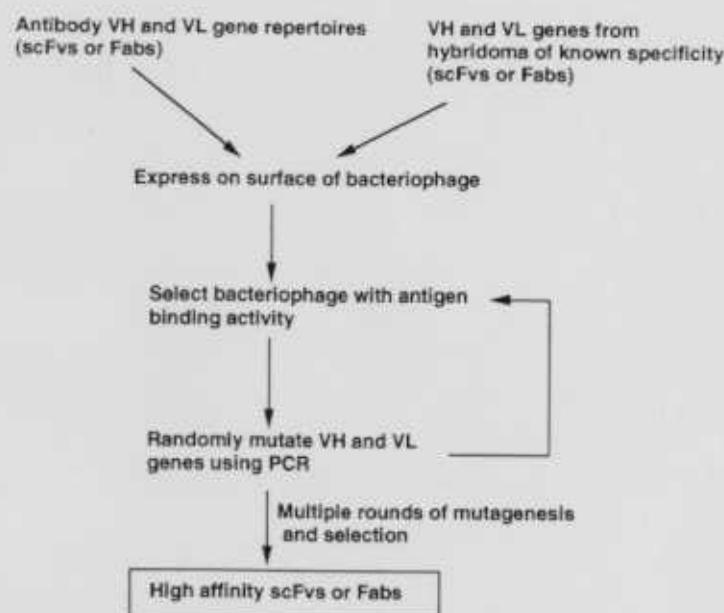 Antibody VH and VL gene repertoires
(scFvs or Fabs)
VH and VL genes from
hybridoma of known specificity
(scFvs or Fabs)
Express on surface of bacteriophage
Select bacteriophage with antigen
binding activity
Randomly mutate VH and VL
genes using PCR
Multiple rounds of mutagenesis
and selection
High affinity scFvs or Fabs